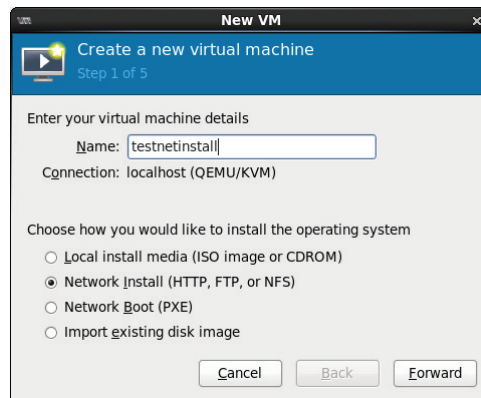 New VM
Create a new virtual machine
Step 1 of 5
Enter your virtual machine details
Name: testnetinstall
Connection: localhost (QEMU/KVM)
Choose how you would like to install the operating system
Local install media (ISO image or CDROM)
Network Install (HTTP, FTP, or NFS)
Network Boot (PXE)
Import existing disk image
Cancel Back Forward